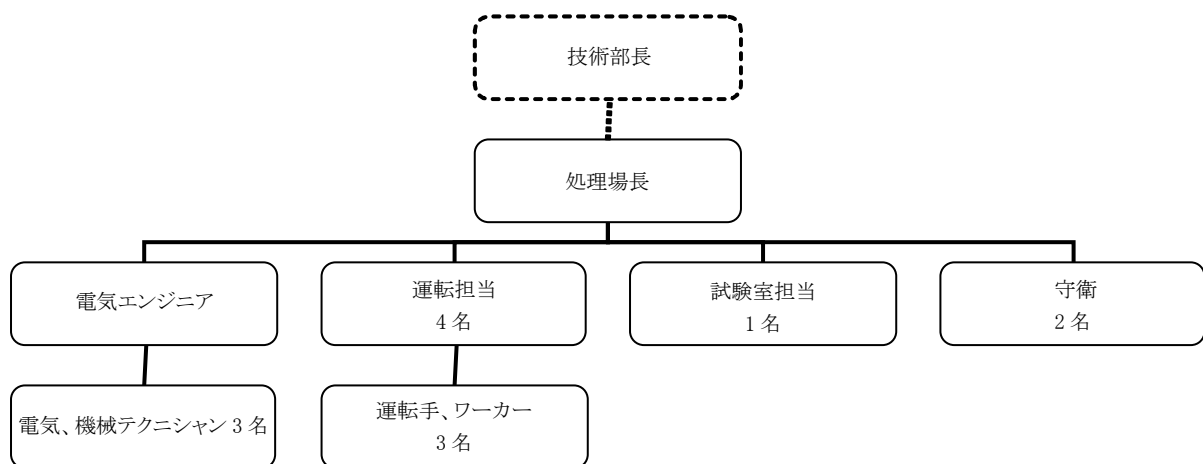 技術部長
処理場長
電気エンジニア
運転担当
4 名
試験室担当
1 名
守衛
2 名
電気、機械テクニシャン 3 名
運転手、ワーカー
3 名